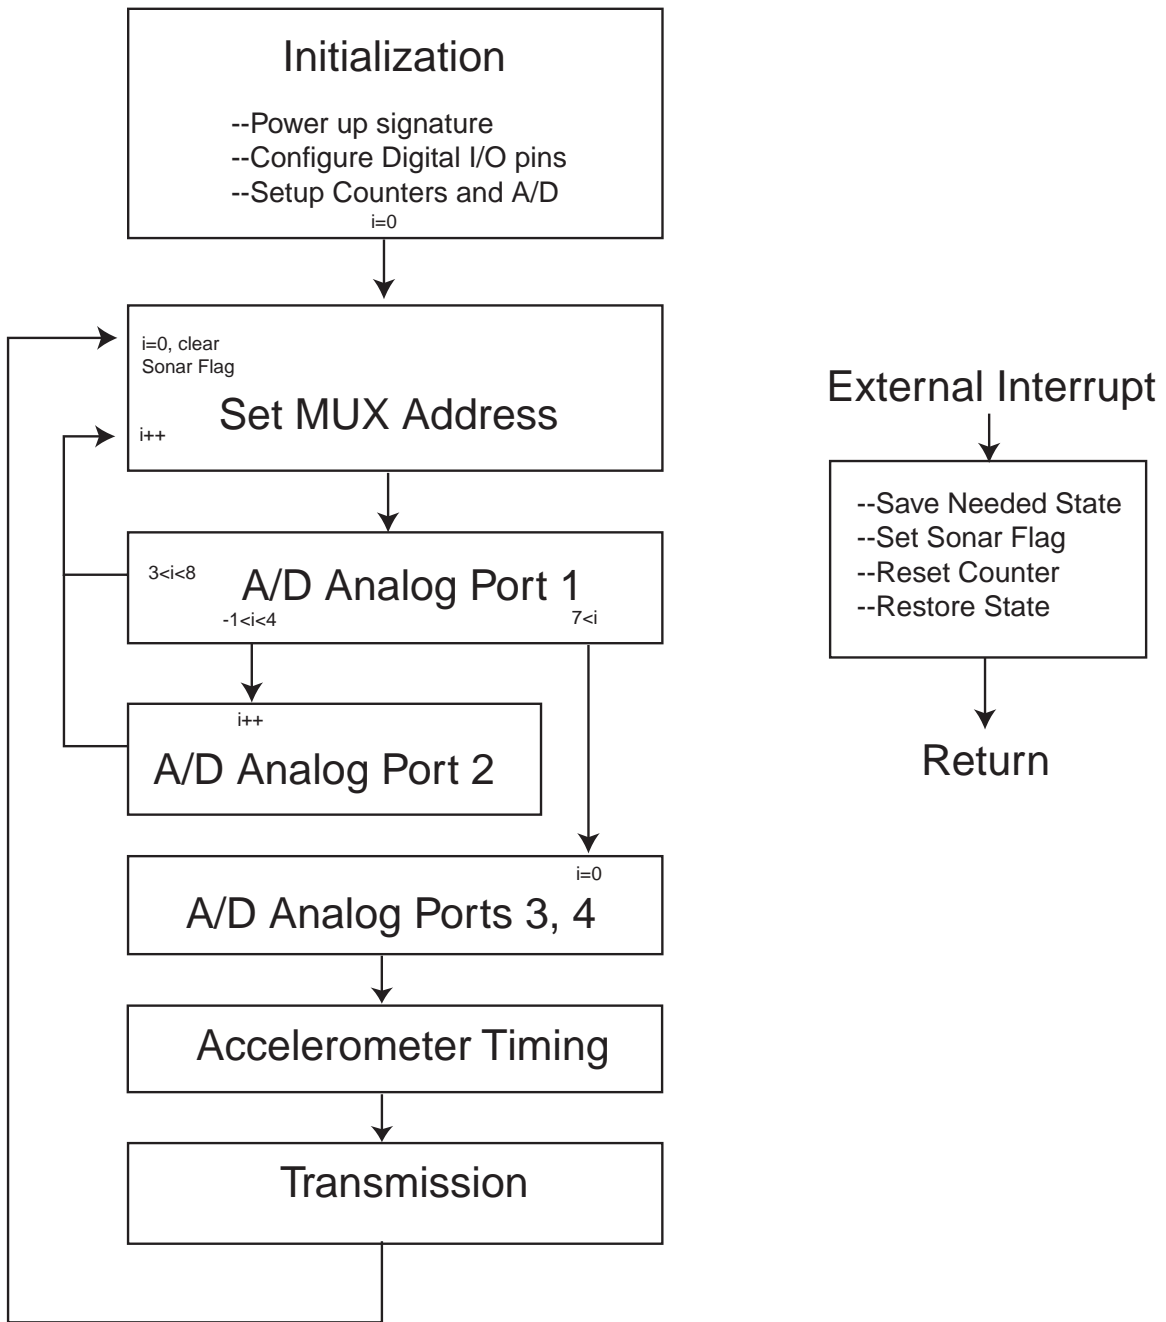 Initialization
--Power up signature
--Configure Digital I/O pins
--Setup Counters and A/D
i=0
i=0, clear
Sonar Flag
Set MUX Address
i++
3<i<8
A/D Analog Port 1
-1<i<4
7<i
i++
A/D Analog Port 2
i=0
A/D Analog Ports 3, 4
Accelerometer Timing
Transmission
External Interrupt
--Save Needed State
--Set Sonar Flag
--Reset Counter
--Restore State
Return